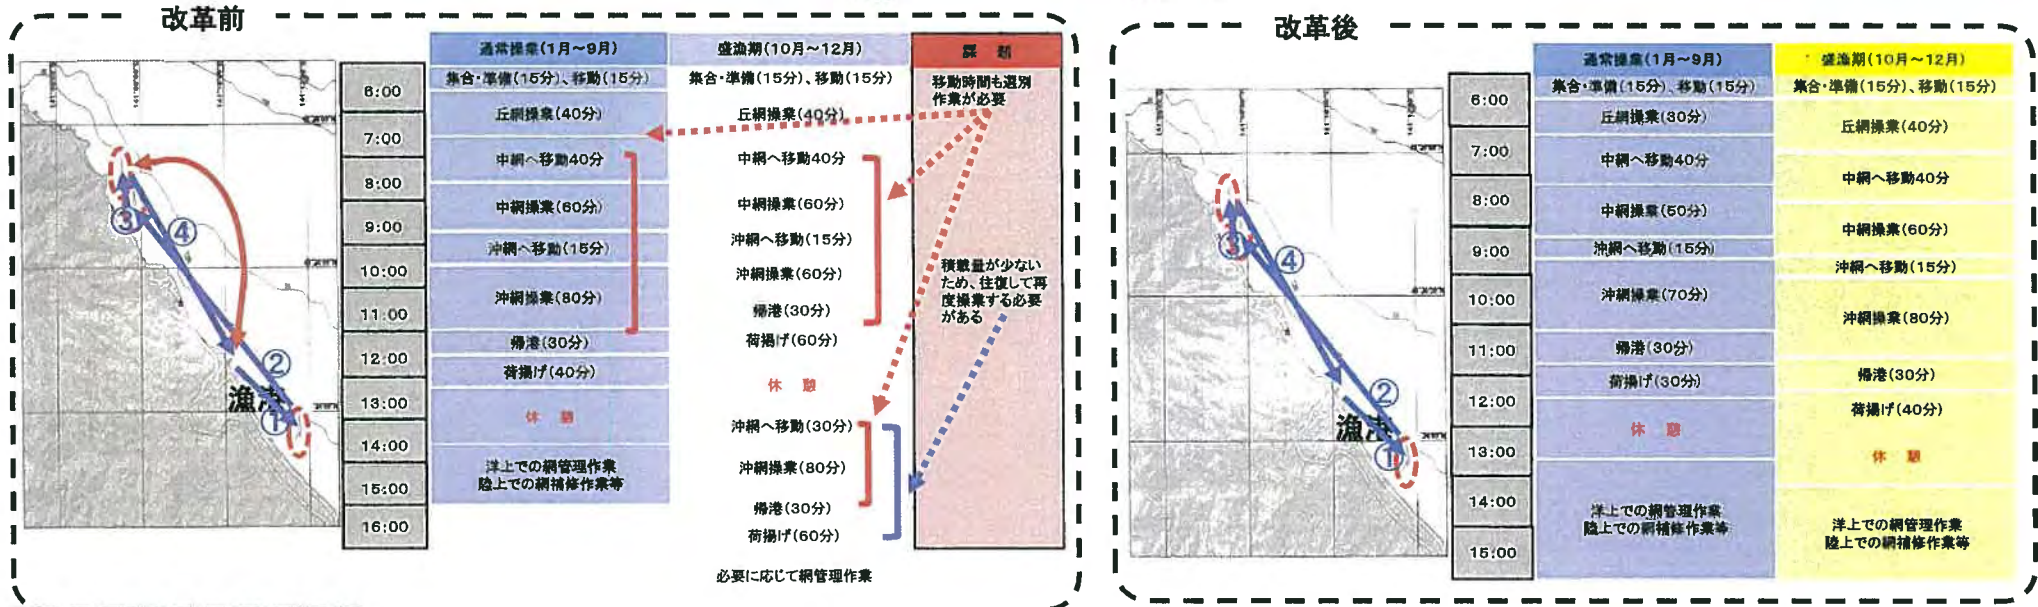 改革前
通常操業(1月～9月)
集合・準備(15分)、移動(15分)
丘網操業(40分)
中網へ移動40分
中網操業(60分)
沖網へ移動(15分)
沖網操業(80分)
帰港(30分)
荷揚げ(40分)
休 憩
洋上での網管理作業
陸上での網補修作業等
盛漁期(10月～12月)
集合・準備(15分)、移動(15分)
丘網操業(40分)
中網へ移動40分
中網操業(60分)
沖網へ移動(15分)
沖網操業(60分)
帰港(30分)
荷揚げ(60分)
休 憩
沖網へ移動(30分)
沖網操業(80分)
帰港(30分)
荷揚げ(60分)
必要に応じて網管理作業
課 題
移動時間も選別
作業が必要
積載量が少ない
ため、往復して再
度操業する必要
がある
6:00
7:00
8:00
9:00
10:00
11:00
12:00
13:00
14:00
15:00
16:00
③
④
②
漁港
①
改革後
通常操業(1月～9月)
集合・準備(15分)、移動(15分)
丘網操業(30分)
中網へ移動40分
中網操業(50分)
沖網へ移動(15分)
沖網操業(70分)
帰港(30分)
荷揚げ(30分)
休 憩
洋上での網管理作業
陸上での網補修作業等
盛漁期(10月～12月)
集合・準備(15分)、移動(15分)
丘網操業(40分)
中網へ移動40分
中網操業(60分)
沖網へ移動(15分)
沖網操業(80分)
帰港(30分)
荷揚げ(40分)
休 憩
洋上での網管理作業
陸上での網補修作業等
6:00
7:00
8:00
9:00
10:00
11:00
12:00
13:00
14:00
15:00
③
④
②
漁港
①